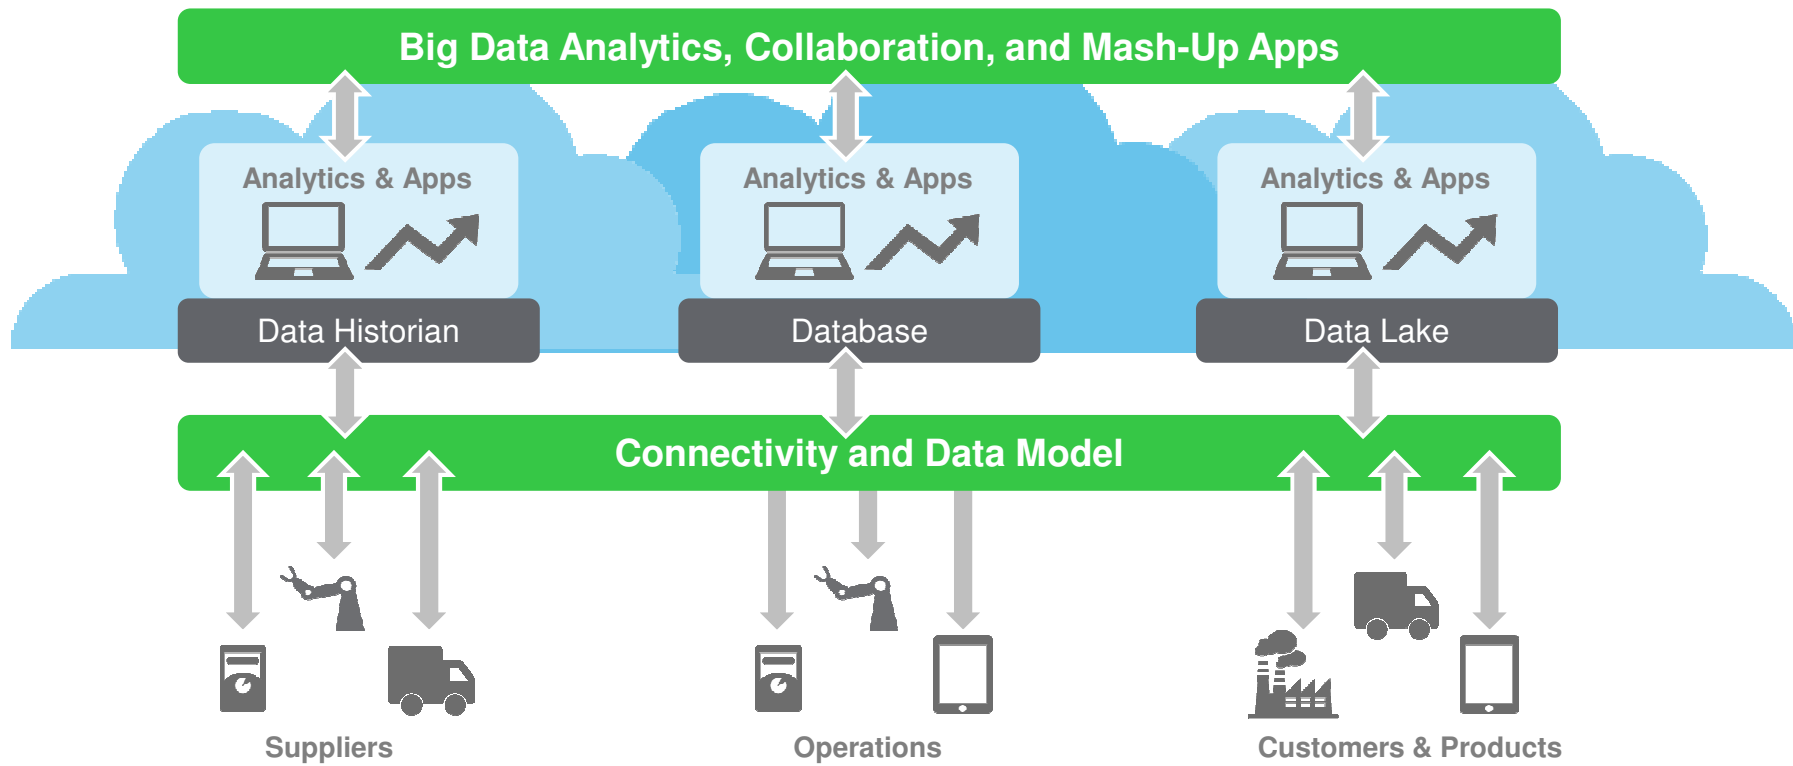 Big Data Analytics, Collaboration, and Mash-Up Apps
Analytics & Apps
Analytics & Apps
Analytics & Apps
Data Historian
Database
Data Lake
Connectivity and Data Model
Suppliers
Operations
Customers & Products